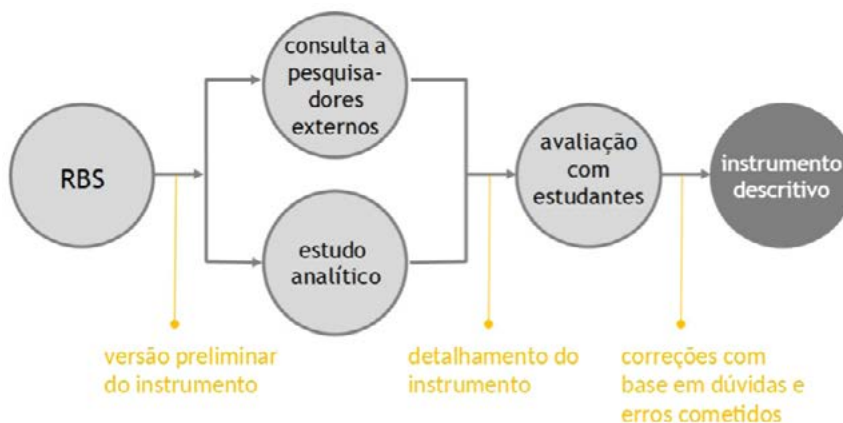 RBS
consulta a
pesquisa-
dores
externos
estudo
analítico
avaliação
com
estudantes
instrumento
descritivo
versão preliminar
do instrumento
detalhamento do
instrumento
correções com
base em dúvidas e
erros cometidos